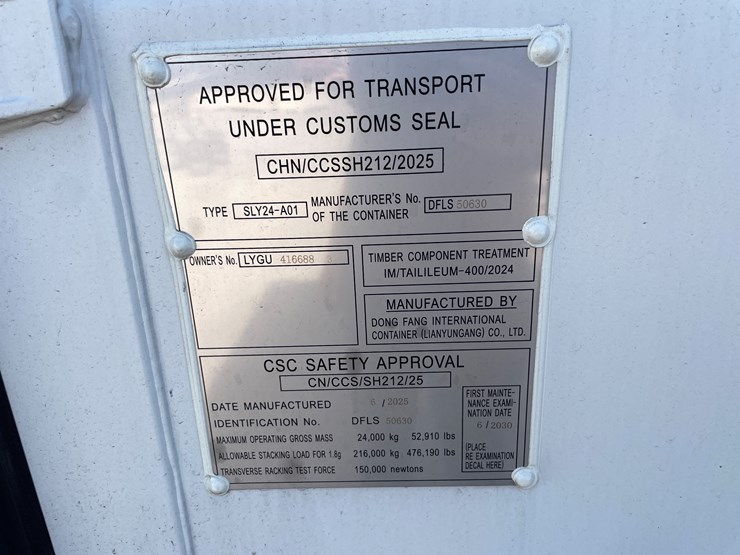 APPROVED FOR TRANSPORT
UNDER CUSTOMS SEAL
CHN/CCSSH212/2025
TYPE SLY24-A01 MANUFACTURER'S No. OF THE CONTAINER DFLS 50630
OWNER'S No. LYGU 416688 3
TIMBER COMPONENT TREATMENT
IM/TAILILEUM-400/2024
MANUFACTURED BY
DONG FANG INTERNATIONAL
CONTAINER (LIANYUNGANG) CO., LTD.
CSC SAFETY APPROVAL
CN/CCS/SH212/25
DATE MANUFACTURED 6 / 2025
IDENTIFICATION No. DFLS 50630
MAXIMUM OPERATING GROSS MASS 24,000 kg 52,910 lbs
ALLOWABLE STACKING LOAD FOR 1.8g 216,000 kg 476,190 lbs
TRANSVERSE RACKING TEST FORCE 150,000 newtons
FIRST MAINTE-
NANCE EXAMI-
NATION DATE
6 / 2030
(PLACE
RE EXAMINATION
DECAL HERE)